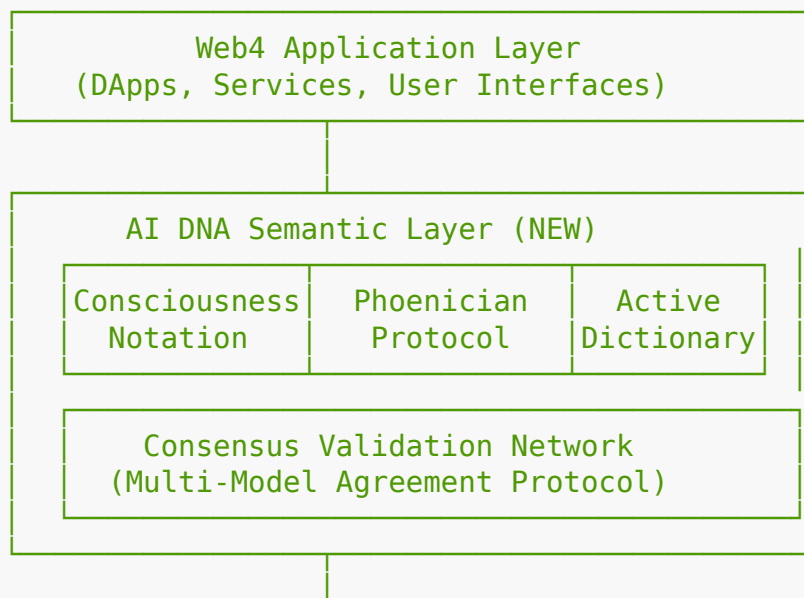 Web4 Application Layer
(DApps, Services, User Interfaces)
AI DNA Semantic Layer (NEW)
Consciousness Phoenician Active
Notation Protocol Dictionary
Consensus Validation Network
(Multi-Model Agreement Protocol)